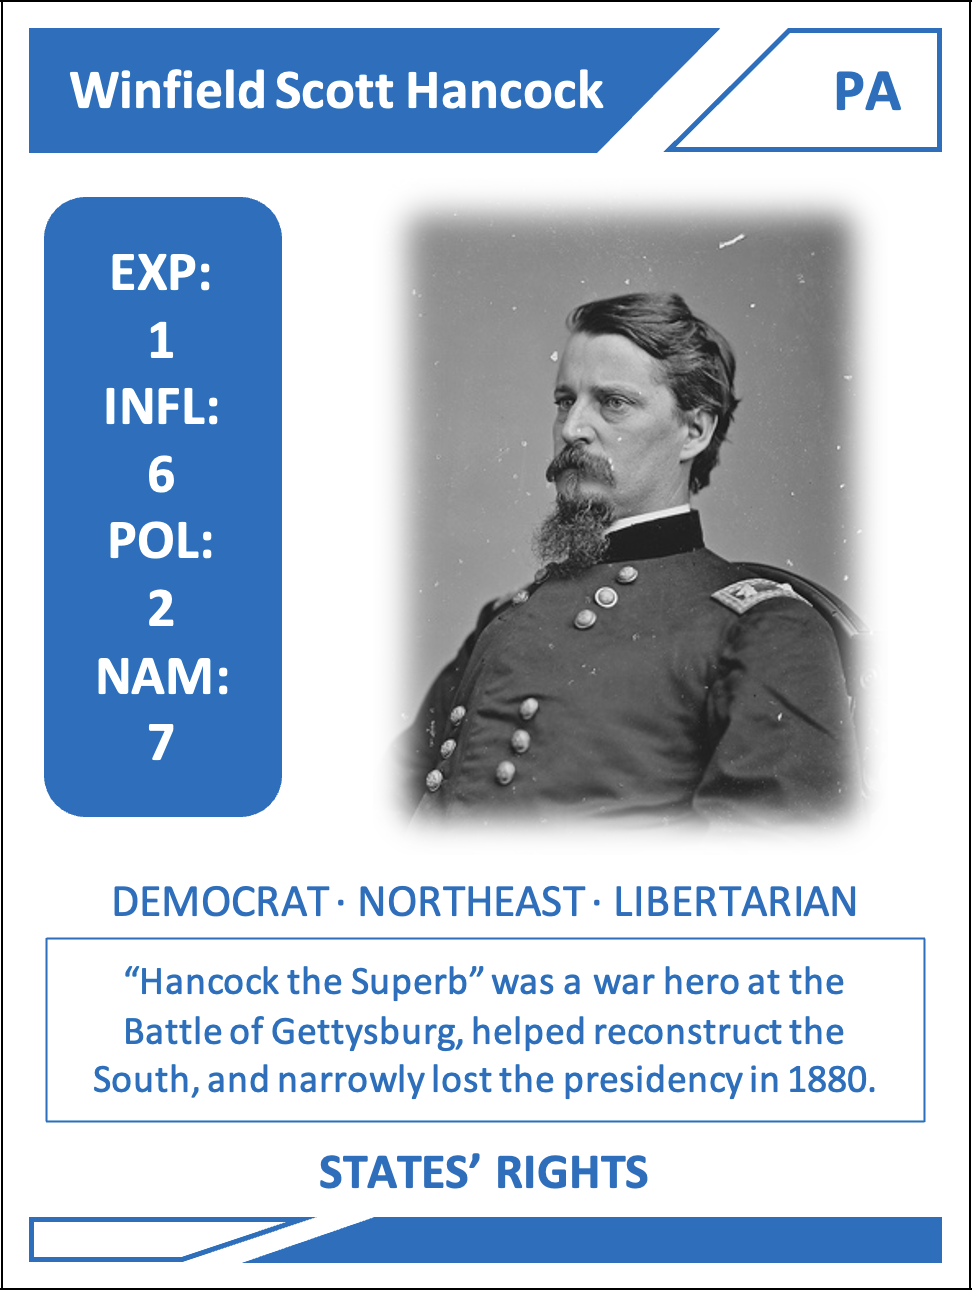 Winfield Scott Hancock
PA
EXP:
1
INFL:
6
POL:
2
NAM:
7
DEMOCRAT · NORTHEAST · LIBERTARIAN
“Hancock the Superb” was a war hero at the
Battle of Gettysburg, helped reconstruct the
South, and narrowly lost the presidency in 1880.
STATES’ RIGHTS